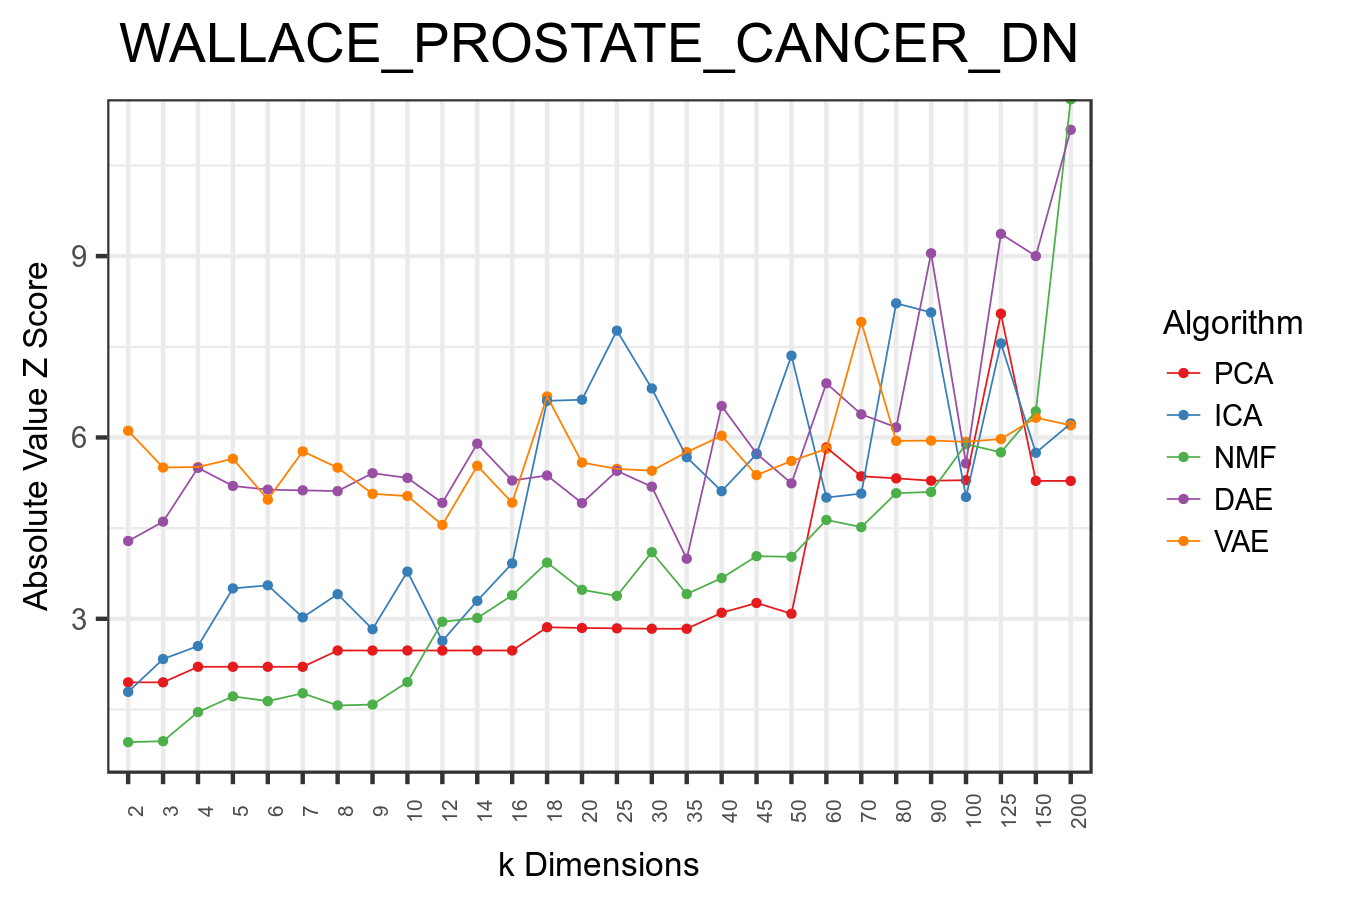 WALLACE_PROSTATE_CANCER_DN
Absolute Value Z Score
9
6
3
2 3 4 5 6 7 8 9 10 12 14 16 18 20 25 30 35 40 45 50 60 70 80 90 100 125 150 200
k Dimensions
Algorithm
PCA
ICA
NMF
DAE
VAE